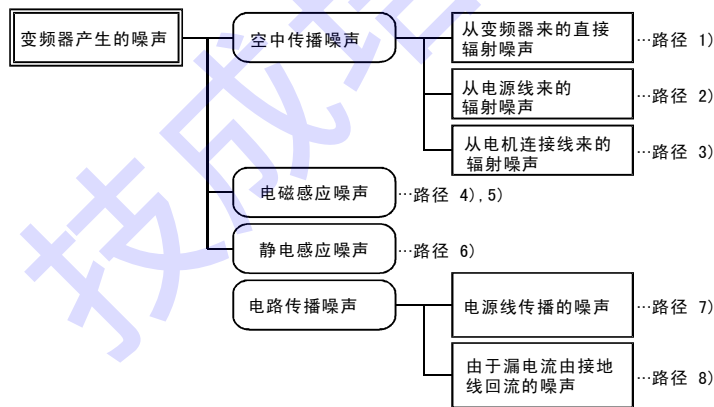 变频器产生的噪声
空中传播噪声
从变频器来的直接
辐射噪声
…路径 1)
从电源线来的
辐射噪声
…路径 2)
从电机连接线来的
辐射噪声
…路径 3)
电磁感应噪声
…路径 4),5)
静电感应噪声
…路径 6)
电路传播噪声
电源线传播的噪声
…路径 7)
由于漏电流由接地
线回流的噪声
…路径 8)
技成培